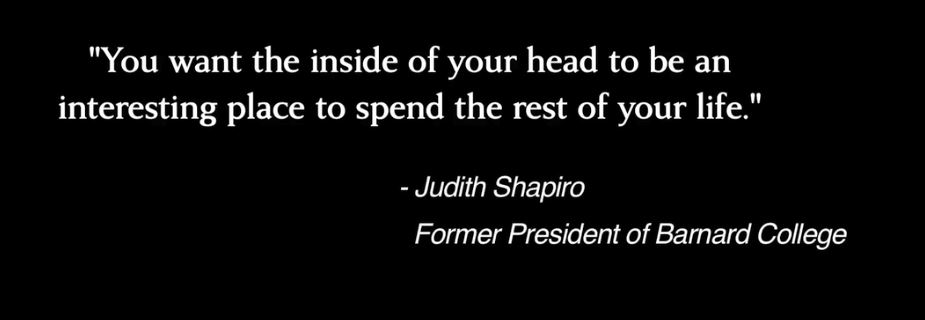 "You want the inside of your head to be an
interesting place to spend the rest of your life."
- Judith Shapiro
Former President of Barnard College